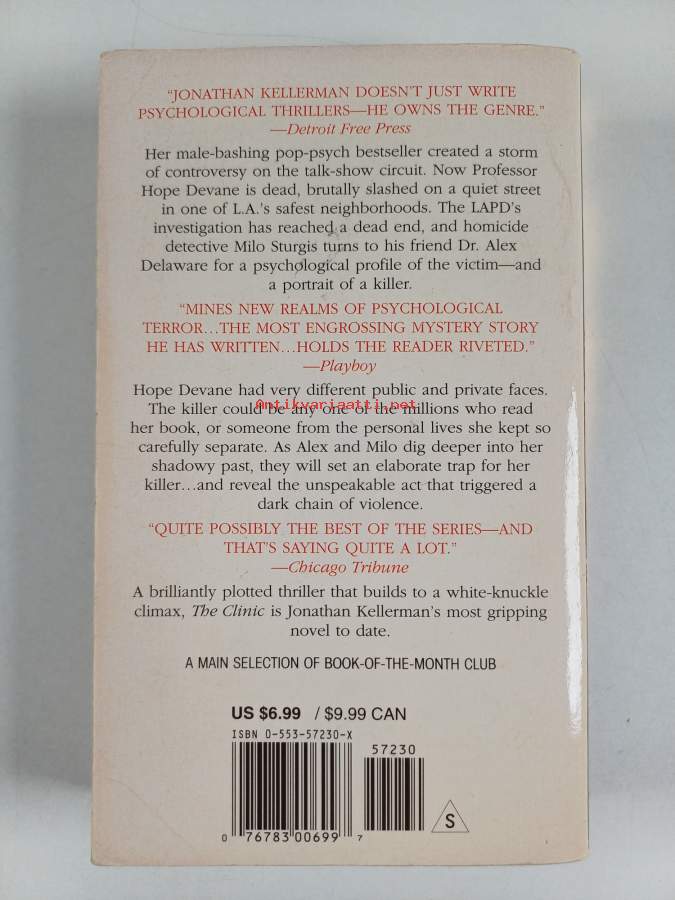 “JONATHAN KELLERMAN DOESN’T JUST WRITE
PSYCHOLOGICAL THRILLERS—HE OWNS THE GENRE.”
—Detroit Free Press
Her male-bashing pop-psych bestseller created a storm
of controversy on the talk-show circuit. Now Professor
Hope Devane is dead, brutally slashed on a quiet street
in one of L.A.’s safest neighborhoods. The LAPD’s
investigation has reached a dead end, and homicide
detective Milo Sturgis turns to his friend Dr. Alex
Delaware for a psychological profile of the victim—and
a portrait of a killer.
“MINES NEW REALMS OF PSYCHOLOGICAL
TERROR...THE MOST ENGROSSING MYSTERY STORY
HE HAS WRITTEN...HOLDS THE READER RIVETED.”
—Playboy
Hope Devane had very different public and private faces.
The killer could be any one of the millions who read
Antikvariaatti.net
her book, or someone from the personal lives she kept so
carefully separate. As Alex and Milo dig deeper into her
shadowy past, they will set an elaborate trap for her
killer...and reveal the unspeakable act that triggered a
dark chain of violence.
“QUITE POSSIBLY THE BEST OF THE SERIES—AND
THAT’S SAYING QUITE A LOT.”
—Chicago Tribune
A brilliantly plotted thriller that builds to a white-knuckle
climax, The Clinic is Jonathan Kellerman’s most gripping
novel to date.
A MAIN SELECTION OF BOOK-OF-THE-MONTH CLUB
US $6.99 / $9.99 CAN
ISBN 0-553-57230-X
57230
S
0 76783 00699 7